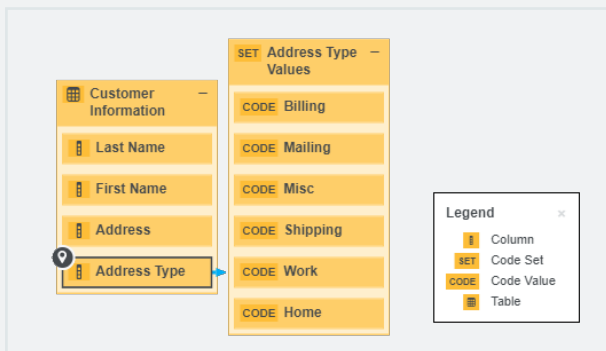 Customer
Information
Last Name
First Name
Address
Address Type
SET Address Type
Values
CODE Billing
CODE Mailing
CODE Misc
CODE Shipping
CODE Work
CODE Home
Legend ×
Column
SET Code Set
CODE Code Value
Table